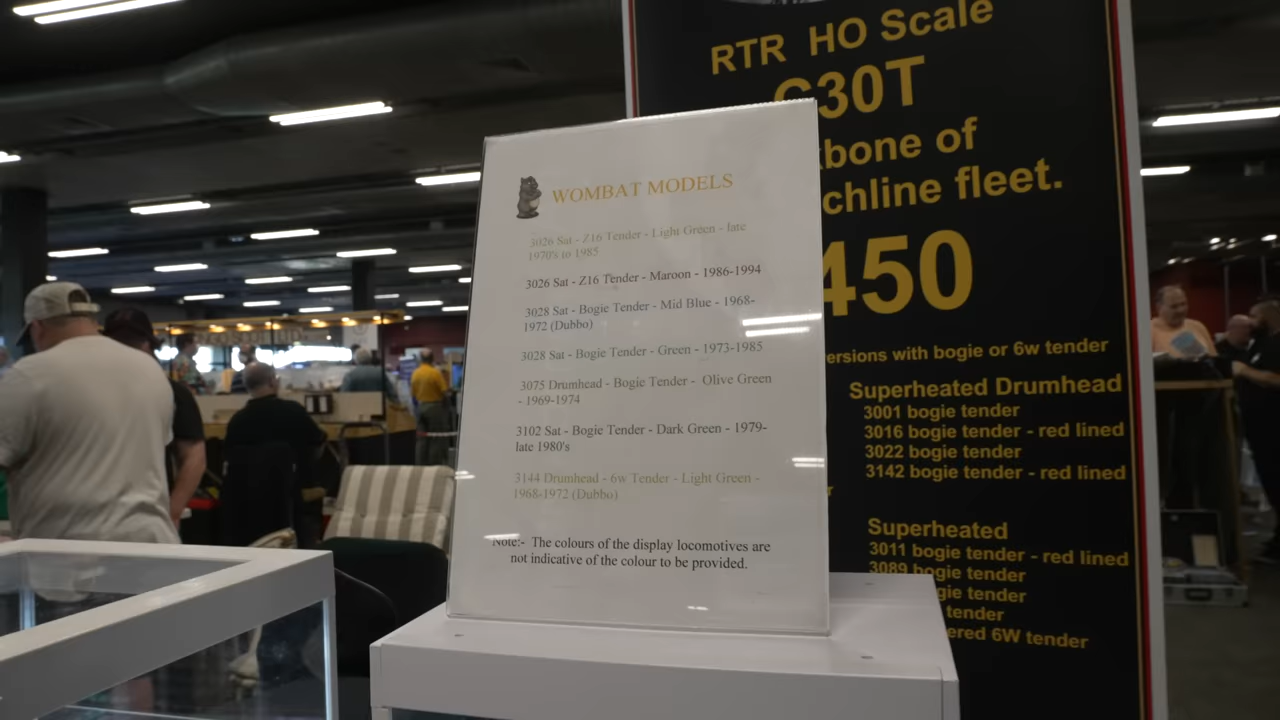 WOMBAT MODELS
3026 Sat - Z16 Tender - Light Green - late
1970's to 1985
3026 Sat - Z16 Tender - Maroon - 1986-1994
3028 Sat - Bogie Tender - Mid Blue - 1968-
1972 (Dubbo)
3028 Sat - Bogie Tender - Green - 1973-1985
3075 Drumhead - Bogie Tender - Olive Green
- 1969-1974
3102 Sat - Bogie Tender - Dark Green - 1979-
late 1980's
3144 Drumhead - 6w Tender - Light Green -
1968-1972 (Dubbo)
Note:- The colours of the display locomotives are
not indicative of the colour to be provided.
RTR HO Scale
C30T
of
fleet.
450
with bogie or 6w tender
Superheated Drumhead
3001 bogie tender
3016 bogie tender - red lined
3022 bogie tender
3142 bogie tender - red lined
Superheated
3011 bogie tender - red lined
3089 bogie tender
tender
tender
6W tender